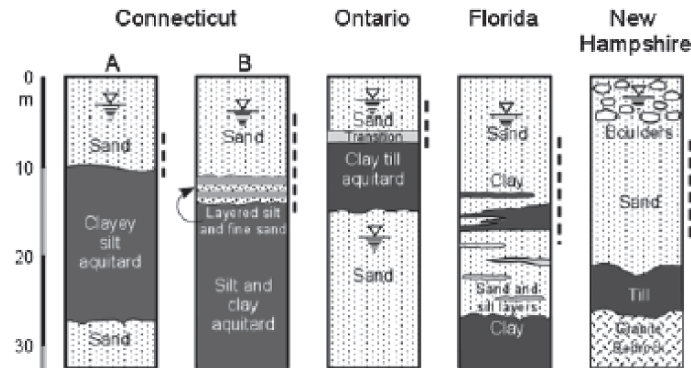 Connecticut
Ontario
Florida
New
Hampshire
A
B
0
m
10
20
30
Sand
Clayey
silt
aquitard
Sand
Sand
Layered silt
and fine sand
Silt and
clay
aquitard
Sand
Transition
Clay till
aquitard
Sand
Sand
Clay
Sand and
silt layers
Clay
Boulders
Sand
Till
Granite
Bedrock